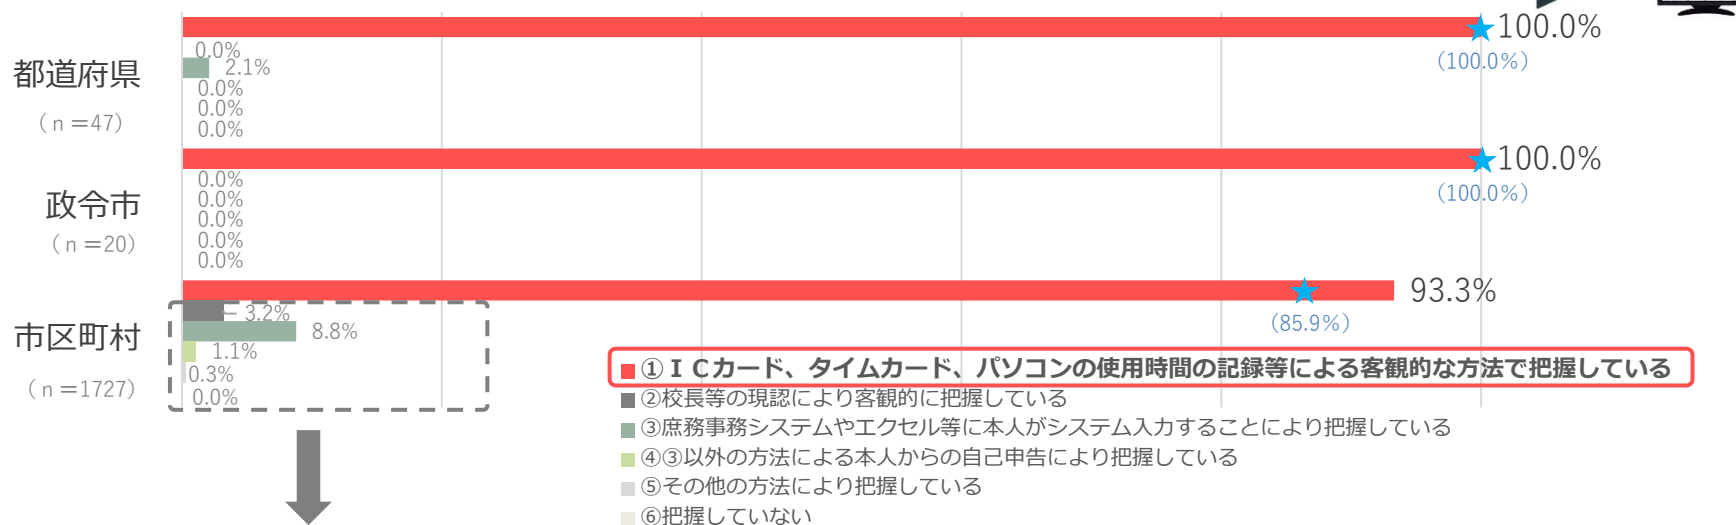 100.0%
0.0%
2.1%
(100.0%)
都道府県
0.0%
0.0%
(n=47)
0.0%
100.0%
0.0%
(100.0%)
0.0%
政令市
0.0%
(n=20)
0.0%
0.0%
93.3%
3.2%
(85.9%)
8.8%
市区町村
1.1%
0.3%
(n=1727)
0.0%
①ICカード、タイムカード、パソコンの使用時間の記録等による客観的な方法で把握している
②校長等の現認により客観的に把握している
③庶務事務システムやエクセル等に本人がシステム入力することにより把握している
④③以外の方法による本人からの自己申告により把握している
⑤その他の方法により把握している
⑥把握していない